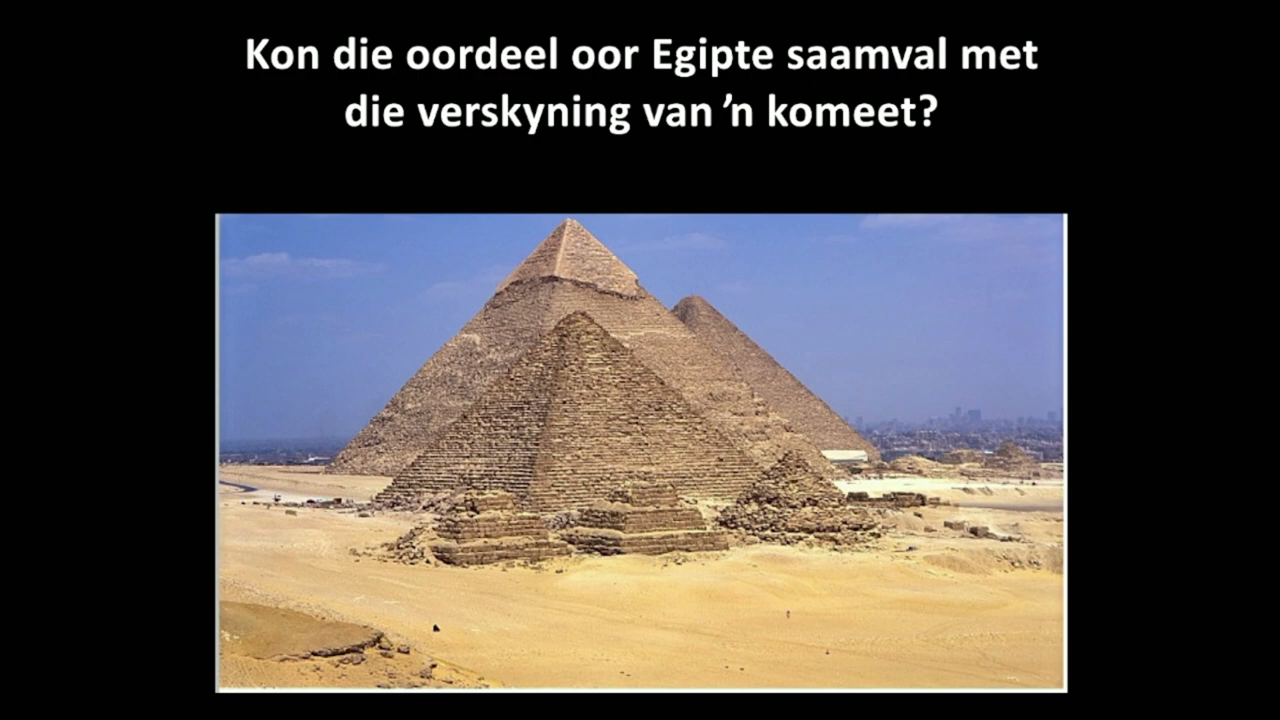 Kon die oordeel oor Egipte saamval met
die verskyning van ’n komeet?